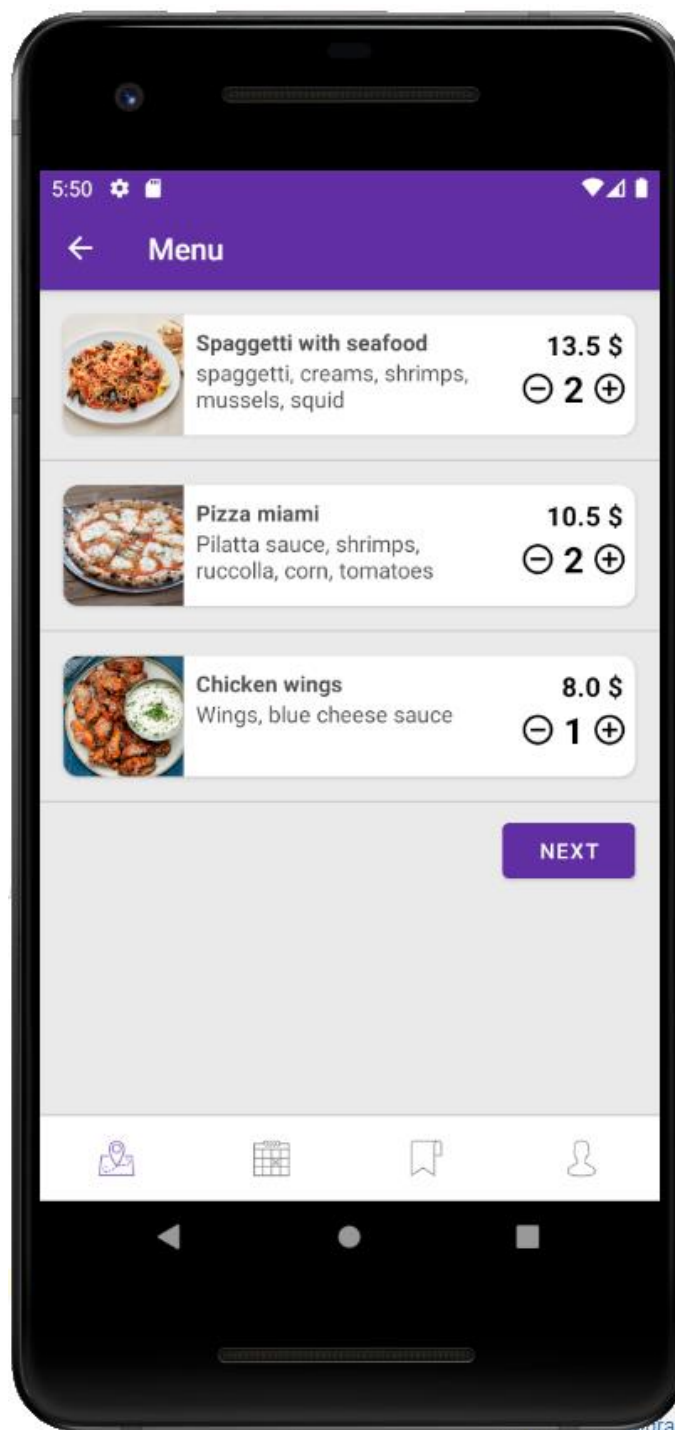 5:50
Menu
Spaggetti with seafood
13.5 $
spaggetti, creams, shrimps,
mussels, squid
2
Pizza miami
10.5 $
Pilatta sauce, shrimps,
ruccolla, corn, tomatoes
2
Chicken wings
8.0 $
Wings, blue cheese sauce
1
NEXT